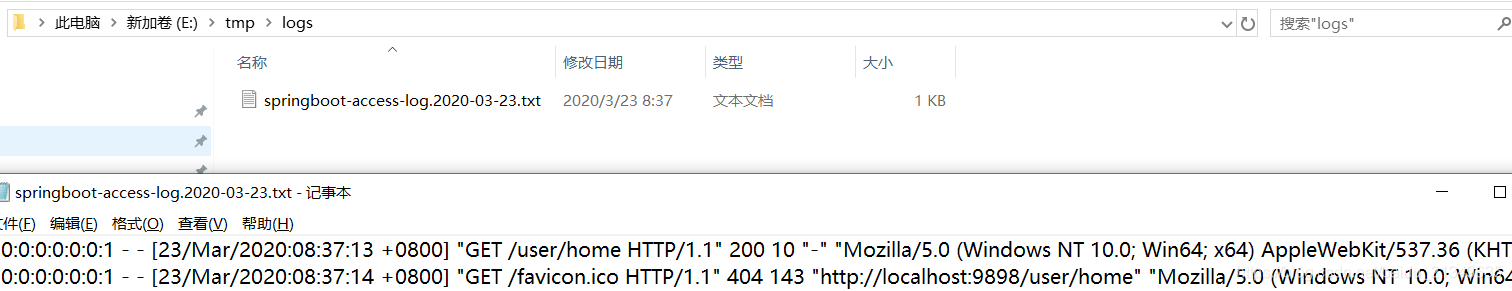 此电脑 > 新加卷 (E:) > tmp > logs 搜索"logs"
名称 修改日期 类型 大小
springboot-access-log.2020-03-23.txt 2020/3/23 8:37 文本文档 1 KB
springboot-access-log.2020-03-23.txt - 记事本
文件(F) 编辑(E) 格式(O) 查看(V) 帮助(H)
0:0:0:0:0:0:1 - - [23/Mar/2020:08:37:13 +0800] "GET /user/home HTTP/1.1" 200 10 "-" "Mozilla/5.0 (Windows NT 10.0; Win64; x64) AppleWebKit/537.36 (KHT
0:0:0:0:0:0:1 - - [23/Mar/2020:08:37:14 +0800] "GET /favicon.ico HTTP/1.1" 404 143 "http://localhost:9898/user/home" "Mozilla/5.0 (Windows NT 10.0; Win64